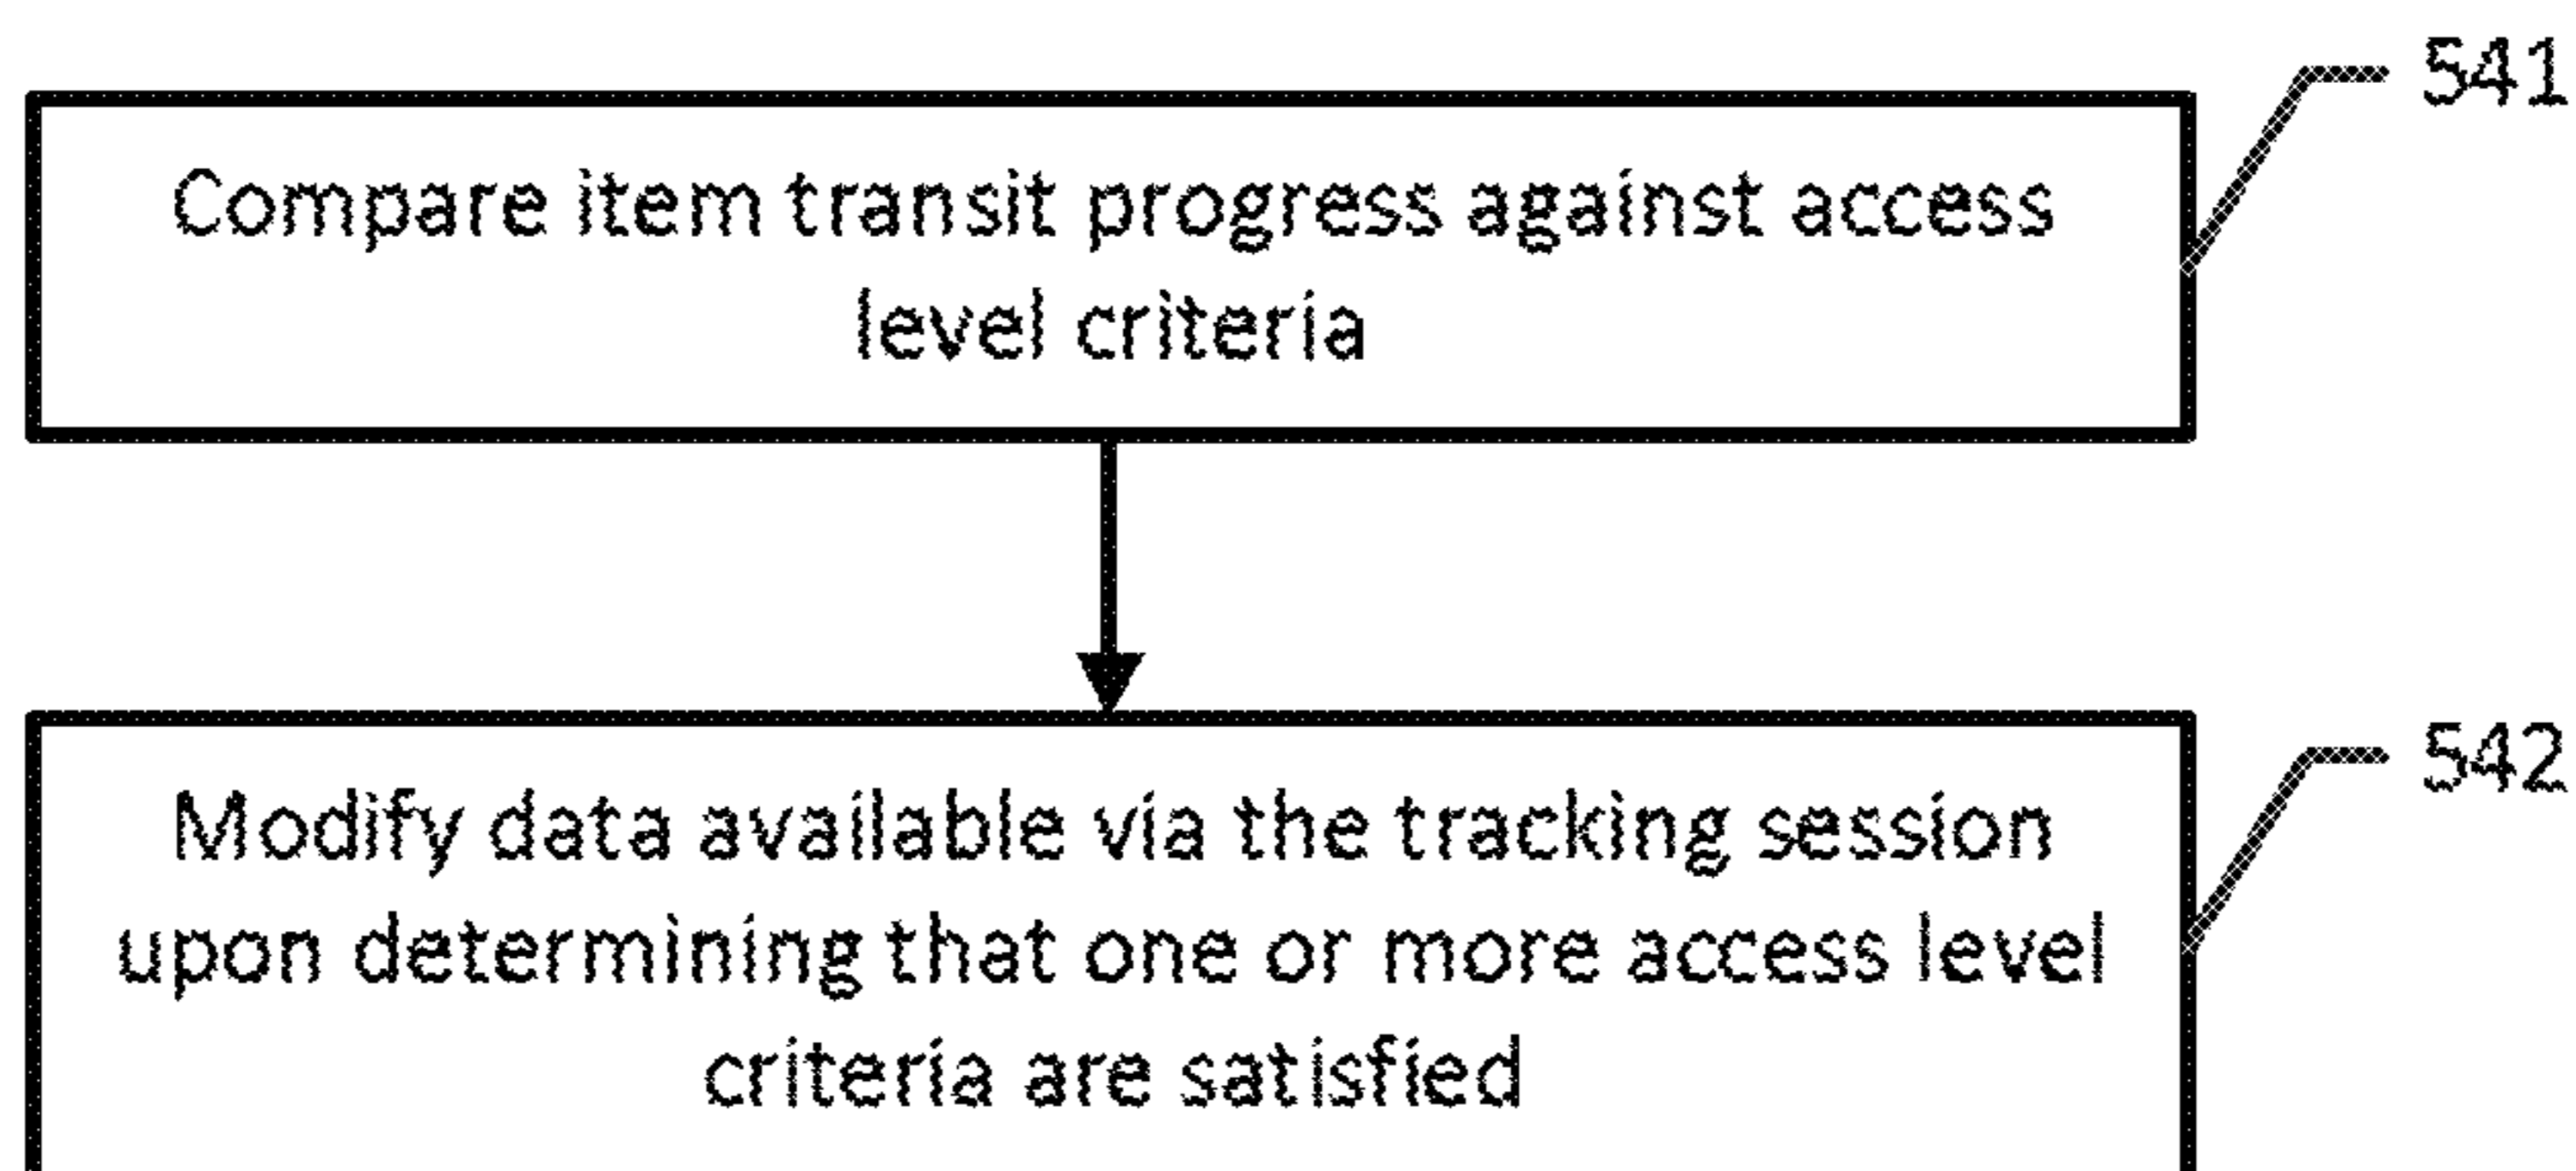 541
Compare item transit progress against access
level criteria
542
Modify data available via the tracking session
upon determining that one or more access level
criteria are satisfied